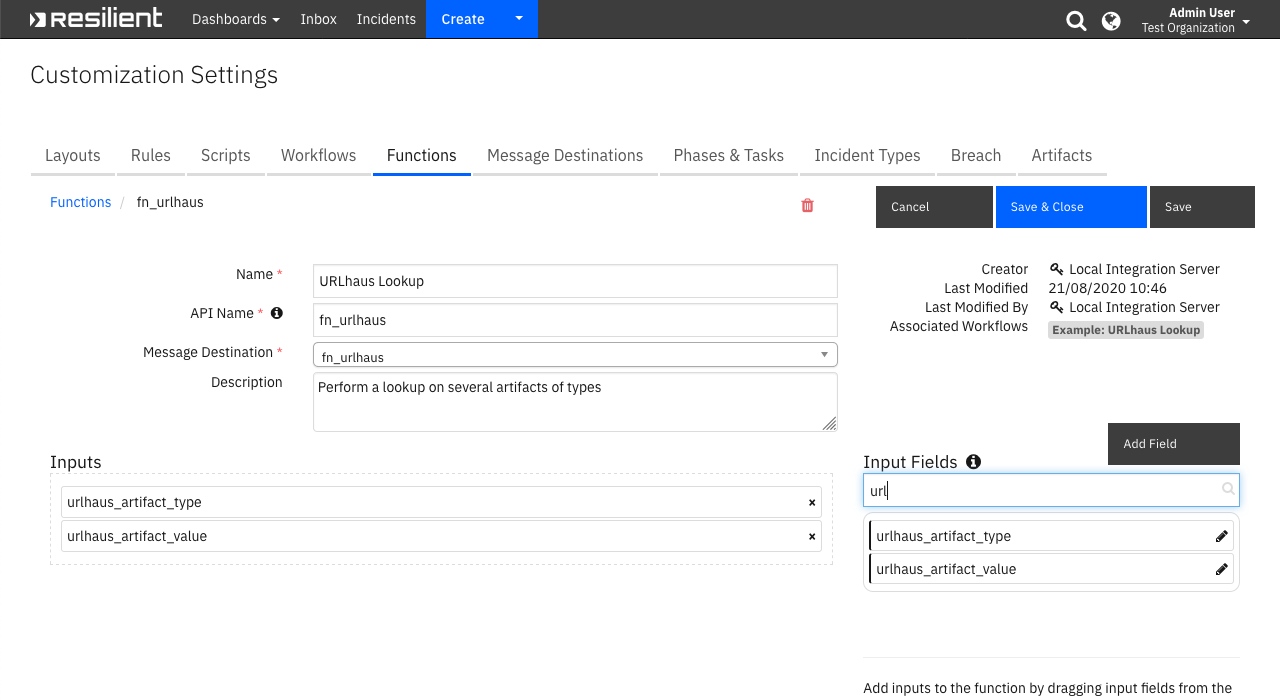 resilient Dashboards Inbox Incidents Create Admin User
Test Organization
Customization Settings
Layouts Rules Scripts Workflows Functions Message Destinations Phases & Tasks Incident Types Breach Artifacts
Functions / fn_urlhaus Cancel Save & Close Save
Name * URLhaus Lookup
API Name * fn_urlhaus
Message Destination * fn_urlhaus
Description Perform a lookup on several artifacts of types
Creator Local Integration Server
Last Modified 21/08/2020 10:46
Last Modified By Local Integration Server
Associated Workflows Example: URLhaus Lookup
Inputs
urlhaus_artifact_type ×
urlhaus_artifact_value ×
Add Field
Input Fields
url
urlhaus_artifact_type
urlhaus_artifact_value
Add inputs to the function by dragging input fields from the